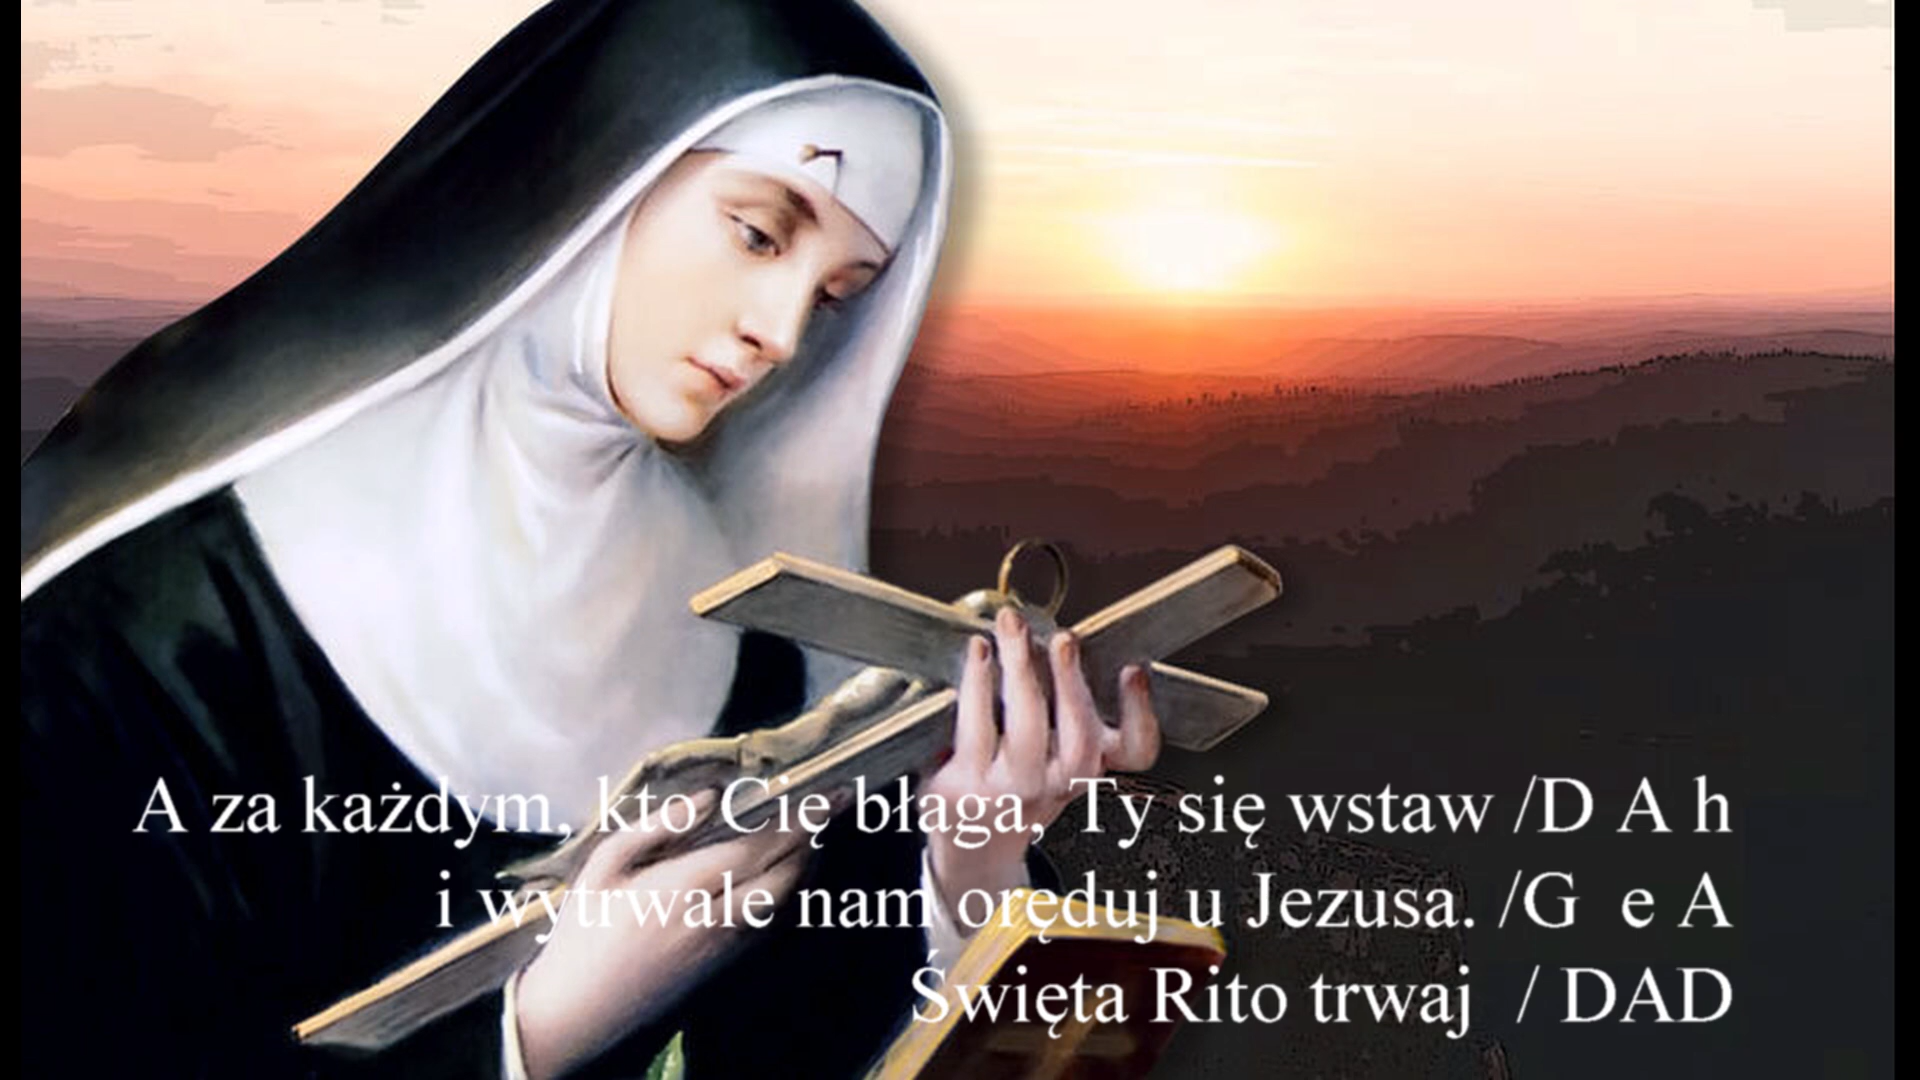 A za każdym, kto Cię błaga, Ty się wstaw /D A h
i wytrwale nam oręduj u Jezusa. /G e A
Święta Rito trwaj / DAD